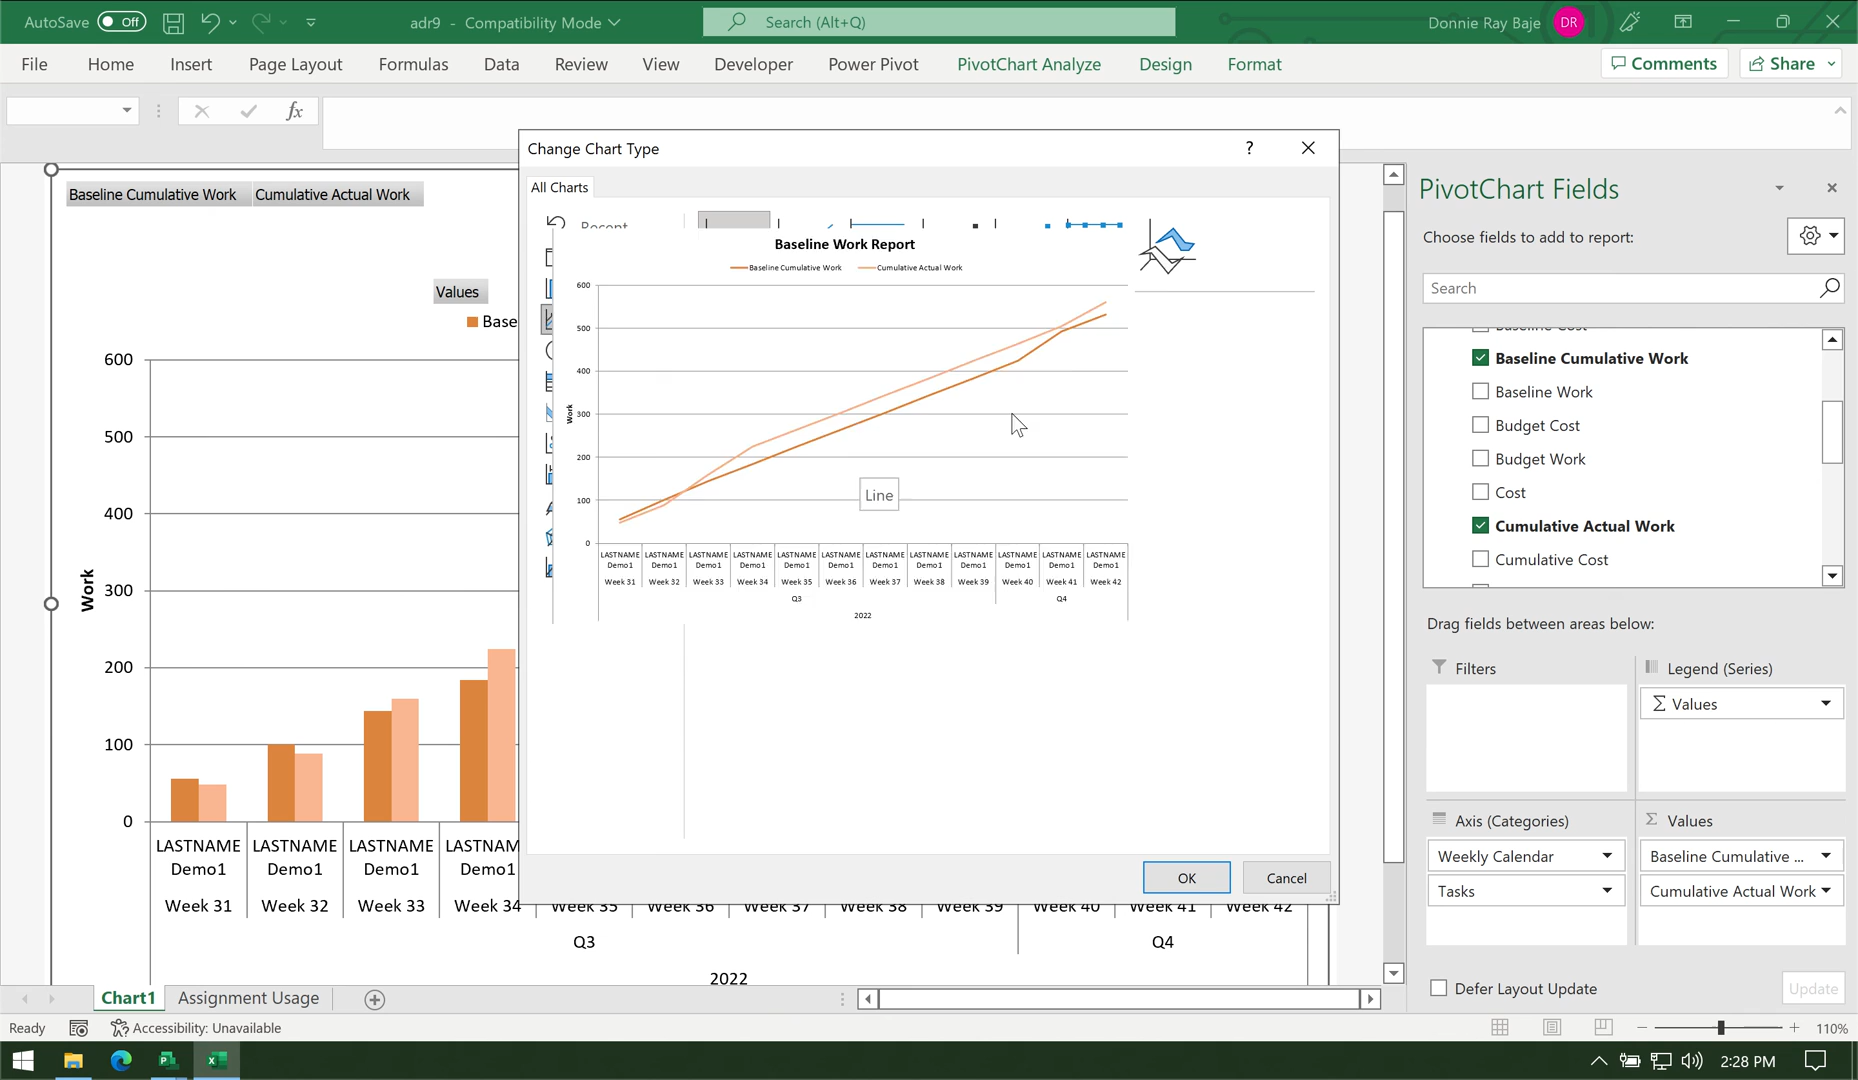 AutoSave Off
adr9 - Compatibility Mode
Search (Alt+Q)
Donnie Ray Baje DR
File Home Insert Page Layout Formulas Data Review View Developer Power Pivot PivotChart Analyze Design Format
Comments Share
fx
Baseline Cumulative Work Cumulative Actual Work
Values
Base
600
500
400
300
200
100
0
Work
LASTNAME LASTNAME LASTNAME LASTNAM
Demo1 Demo1 Demo1 Demo1
Week 31 Week 32 Week 33 Week 34 Week 35 Week 36 Week 37 Week 38 Week 39 Week 40 Week 41 Week 42
Q3 Q4
2022
Change Chart Type
?
All Charts
Recent
Baseline Work Report
Baseline Cumulative Work Cumulative Actual Work
600
500
400
300
200
100
0
Work
Line
LASTNAME LASTNAME LASTNAME LASTNAME LASTNAME LASTNAME LASTNAME LASTNAME LASTNAME LASTNAME LASTNAME LASTNAME
Demo1 Demo1 Demo1 Demo1 Demo1 Demo1 Demo1 Demo1 Demo1 Demo1 Demo1 Demo1
Week 31 Week 32 Week 33 Week 34 Week 35 Week 36 Week 37 Week 38 Week 39 Week 40 Week 41 Week 42
Q3 Q4
2022
OK Cancel
PivotChart Fields
Choose fields to add to report:
Search
Baseline Cost
Baseline Cumulative Work
Baseline Work
Budget Cost
Budget Work
Cost
Cumulative Actual Work
Cumulative Cost
Drag fields between areas below:
Filters
Legend (Series)
Σ Values
Axis (Categories)
Weekly Calendar
Tasks
Σ Values
Baseline Cumulative ...
Cumulative Actual Work
Defer Layout Update
Update
Chart1 Assignment Usage
Ready Accessibility: Unavailable
110%
2:28 PM